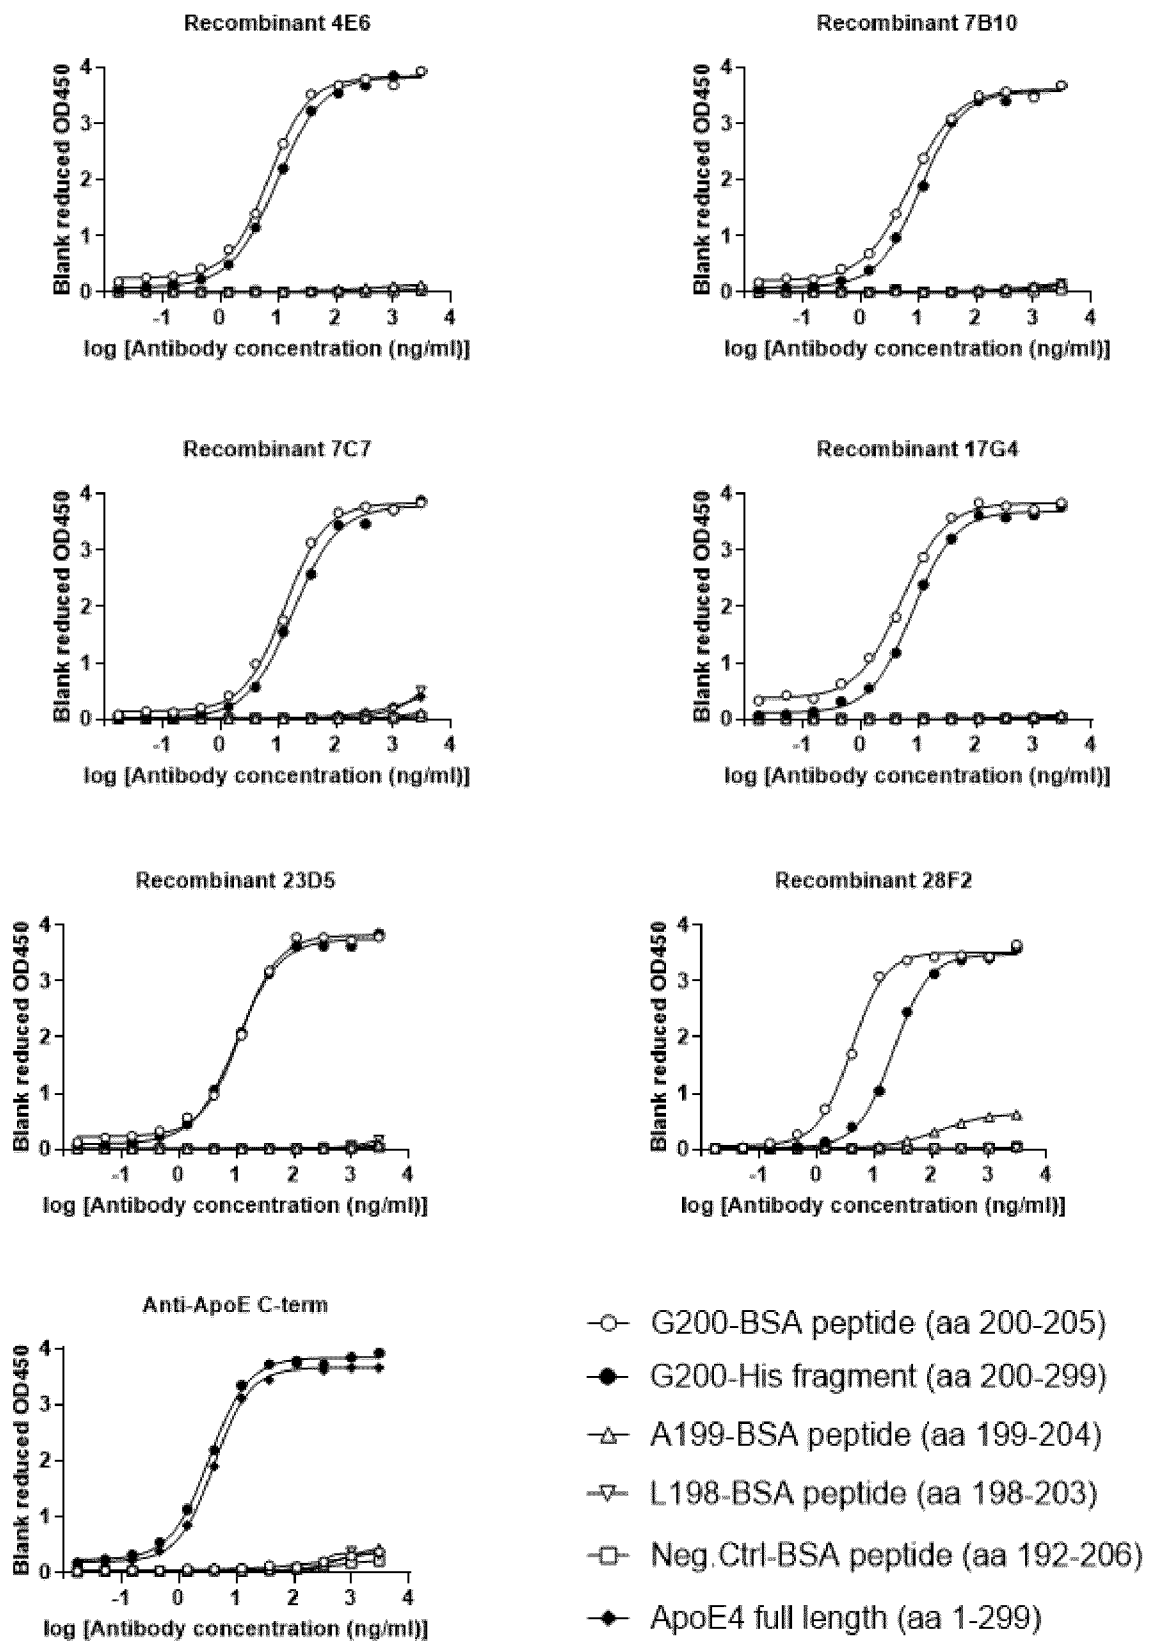 Recombinant 4E6
Recombinant 7B10
Blank reduced OD450
4
3
2
1
0
-1 0 1 2 3 4
log [Antibody concentration (ng/ml)]
Blank reduced OD450
4
3
2
1
0
-1 0 1 2 3 4
log [Antibody concentration (ng/ml)]
Recombinant 7C7
Recombinant 17G4
Blank reduced OD450
4
3
2
1
0
-1 0 1 2 3 4
log [Antibody concentration (ng/ml)]
Blank reduced OD450
4
3
2
1
0
-1 0 1 2 3 4
log [Antibody concentration (ng/ml)]
Recombinant 23D5
Recombinant 28F2
Blank reduced OD450
4
3
2
1
0
-1 0 1 2 3 4
log [Antibody concentration (ng/ml)]
Blank reduced OD450
4
3
2
1
0
-1 0 1 2 3 4
log [Antibody concentration (ng/ml)]
Anti-ApoE C-term
Blank reduced OD450
4
3
2
1
0
-1 0 1 2 3 4
log [Antibody concentration (ng/ml)]
G200-BSA peptide (aa 200-205)
G200-His fragment (aa 200-299)
A199-BSA peptide (aa 199-204)
L198-BSA peptide (aa 198-203)
Neg.Ctrl-BSA peptide (aa 192-206)
ApoE4 full length (aa 1-299)